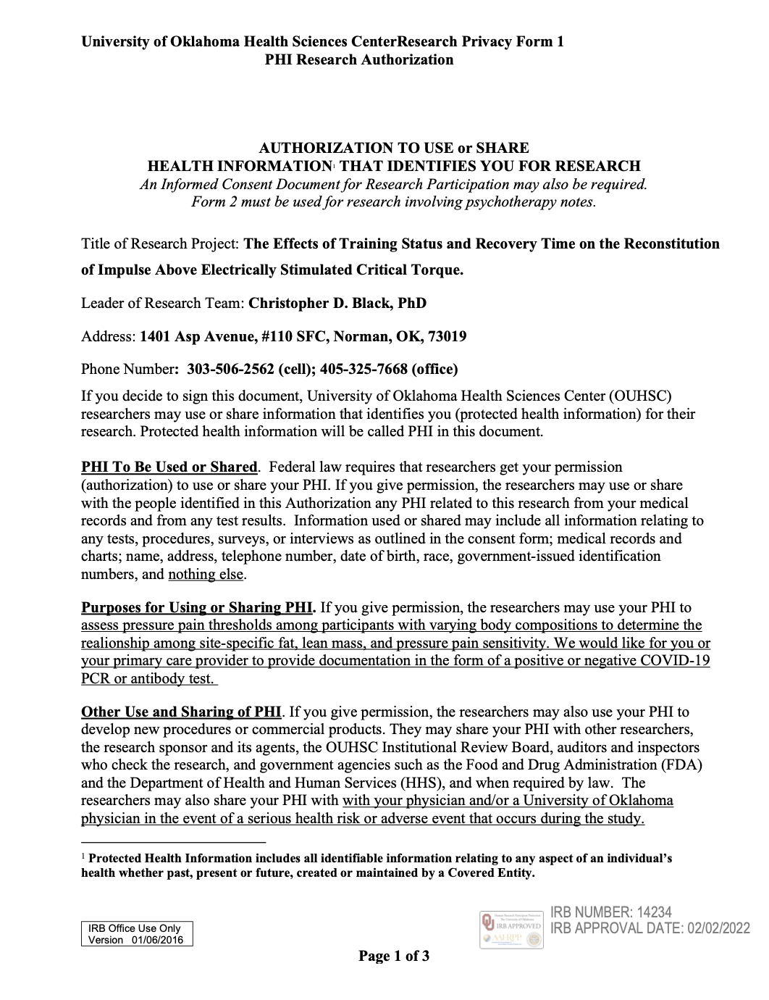 University of Oklahoma Health Sciences CenterResearch Privacy Form 1
PHI Research Authorization
AUTHORIZATION TO USE or SHARE
HEALTH INFORMATION1 THAT IDENTIFIES YOU FOR RESEARCH
An Informed Consent Document for Research Participation may also be required.
Form 2 must be used for research involving psychotherapy notes.
Title of Research Project: The Effects of Training Status and Recovery Time on the Reconstitution
of Impulse Above Electrically Stimulated Critical Torque.
Leader of Research Team: Christopher D. Black, PhD
Address: 1401 Asp Avenue, #110 SFC, Norman, OK, 73019
Phone Number: 303-506-2562 (cell); 405-325-7668 (office)
If you decide to sign this document, University of Oklahoma Health Sciences Center (OUHSC)
researchers may use or share information that identifies you (protected health information) for their
research. Protected health information will be called PHI in this document.
PHI To Be Used or Shared. Federal law requires that researchers get your permission
(authorization) to use or share your PHI. If you give permission, the researchers may use or share
with the people identified in this Authorization any PHI related to this research from your medical
records and from any test results. Information used or shared may include all information relating to
any tests, procedures, surveys, or interviews as outlined in the consent form; medical records and
charts; name, address, telephone number, date of birth, race, government-issued identification
numbers, and nothing else.
Purposes for Using or Sharing PHI. If you give permission, the researchers may use your PHI to
assess pressure pain thresholds among participants with varying body compositions to determine the
realionship among site-specific fat, lean mass, and pressure pain sensitivity. We would like for you or
your primary care provider to provide documentation in the form of a positive or negative COVID-19
PCR or antibody test.
Other Use and Sharing of PHI. If you give permission, the researchers may also use your PHI to
develop new procedures or commercial products. They may share your PHI with other researchers,
the research sponsor and its agents, the OUHSC Institutional Review Board, auditors and inspectors
who check the research, and government agencies such as the Food and Drug Administration (FDA)
and the Department of Health and Human Services (HHS), and when required by law. The
researchers may also share your PHI with with your physician and/or a University of Oklahoma
physician in the event of a serious health risk or adverse event that occurs during the study.
1 Protected Health Information includes all identifiable information relating to any aspect of an individual's
health whether past, present or future, created or maintained by a Covered Entity.
IRB Office Use Only
Version 01/06/2016
Human Research Participant Protection
The University of Oklahoma
IRB APPROVED
AAHRPP
IRB NUMBER: 14234
IRB APPROVAL DATE: 02/02/2022
Page 1 of 3